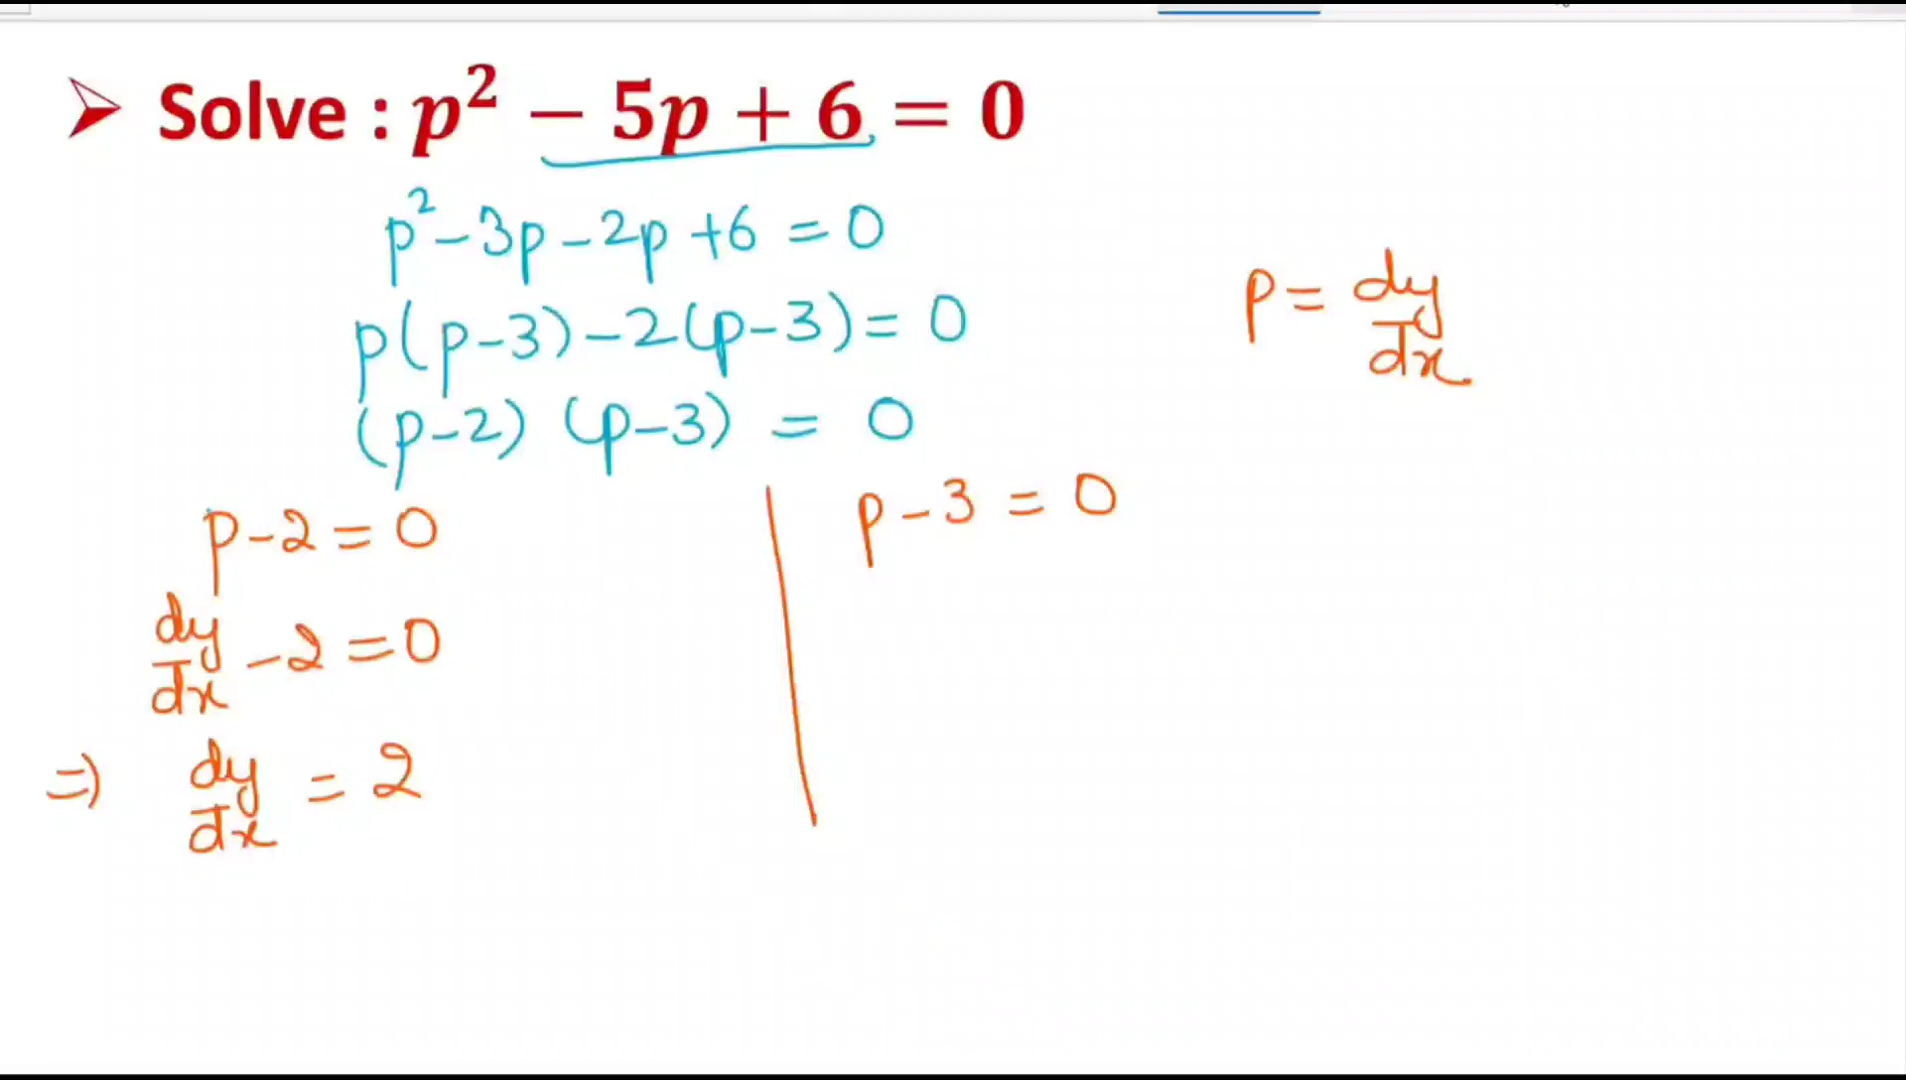 ➤ Solve : p² − 5p + 6 = 0
p² − 3p − 2p + 6 = 0
p(p−3) − 2(p−3) = 0
(p−2) (p−3) = 0
p = dy/dx
p − 2 = 0
dy/dx − 2 = 0
⇒ dy/dx = 2
p − 3 = 0